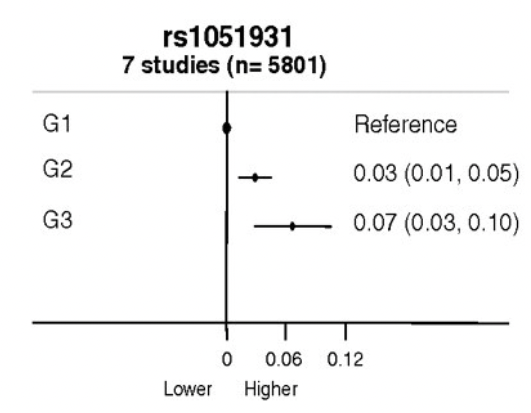 rs1051931
7 studies (n= 5801)
G1 Reference
G2 0.03 (0.01, 0.05)
G3 0.07 (0.03, 0.10)
0 0.06 0.12
Lower Higher